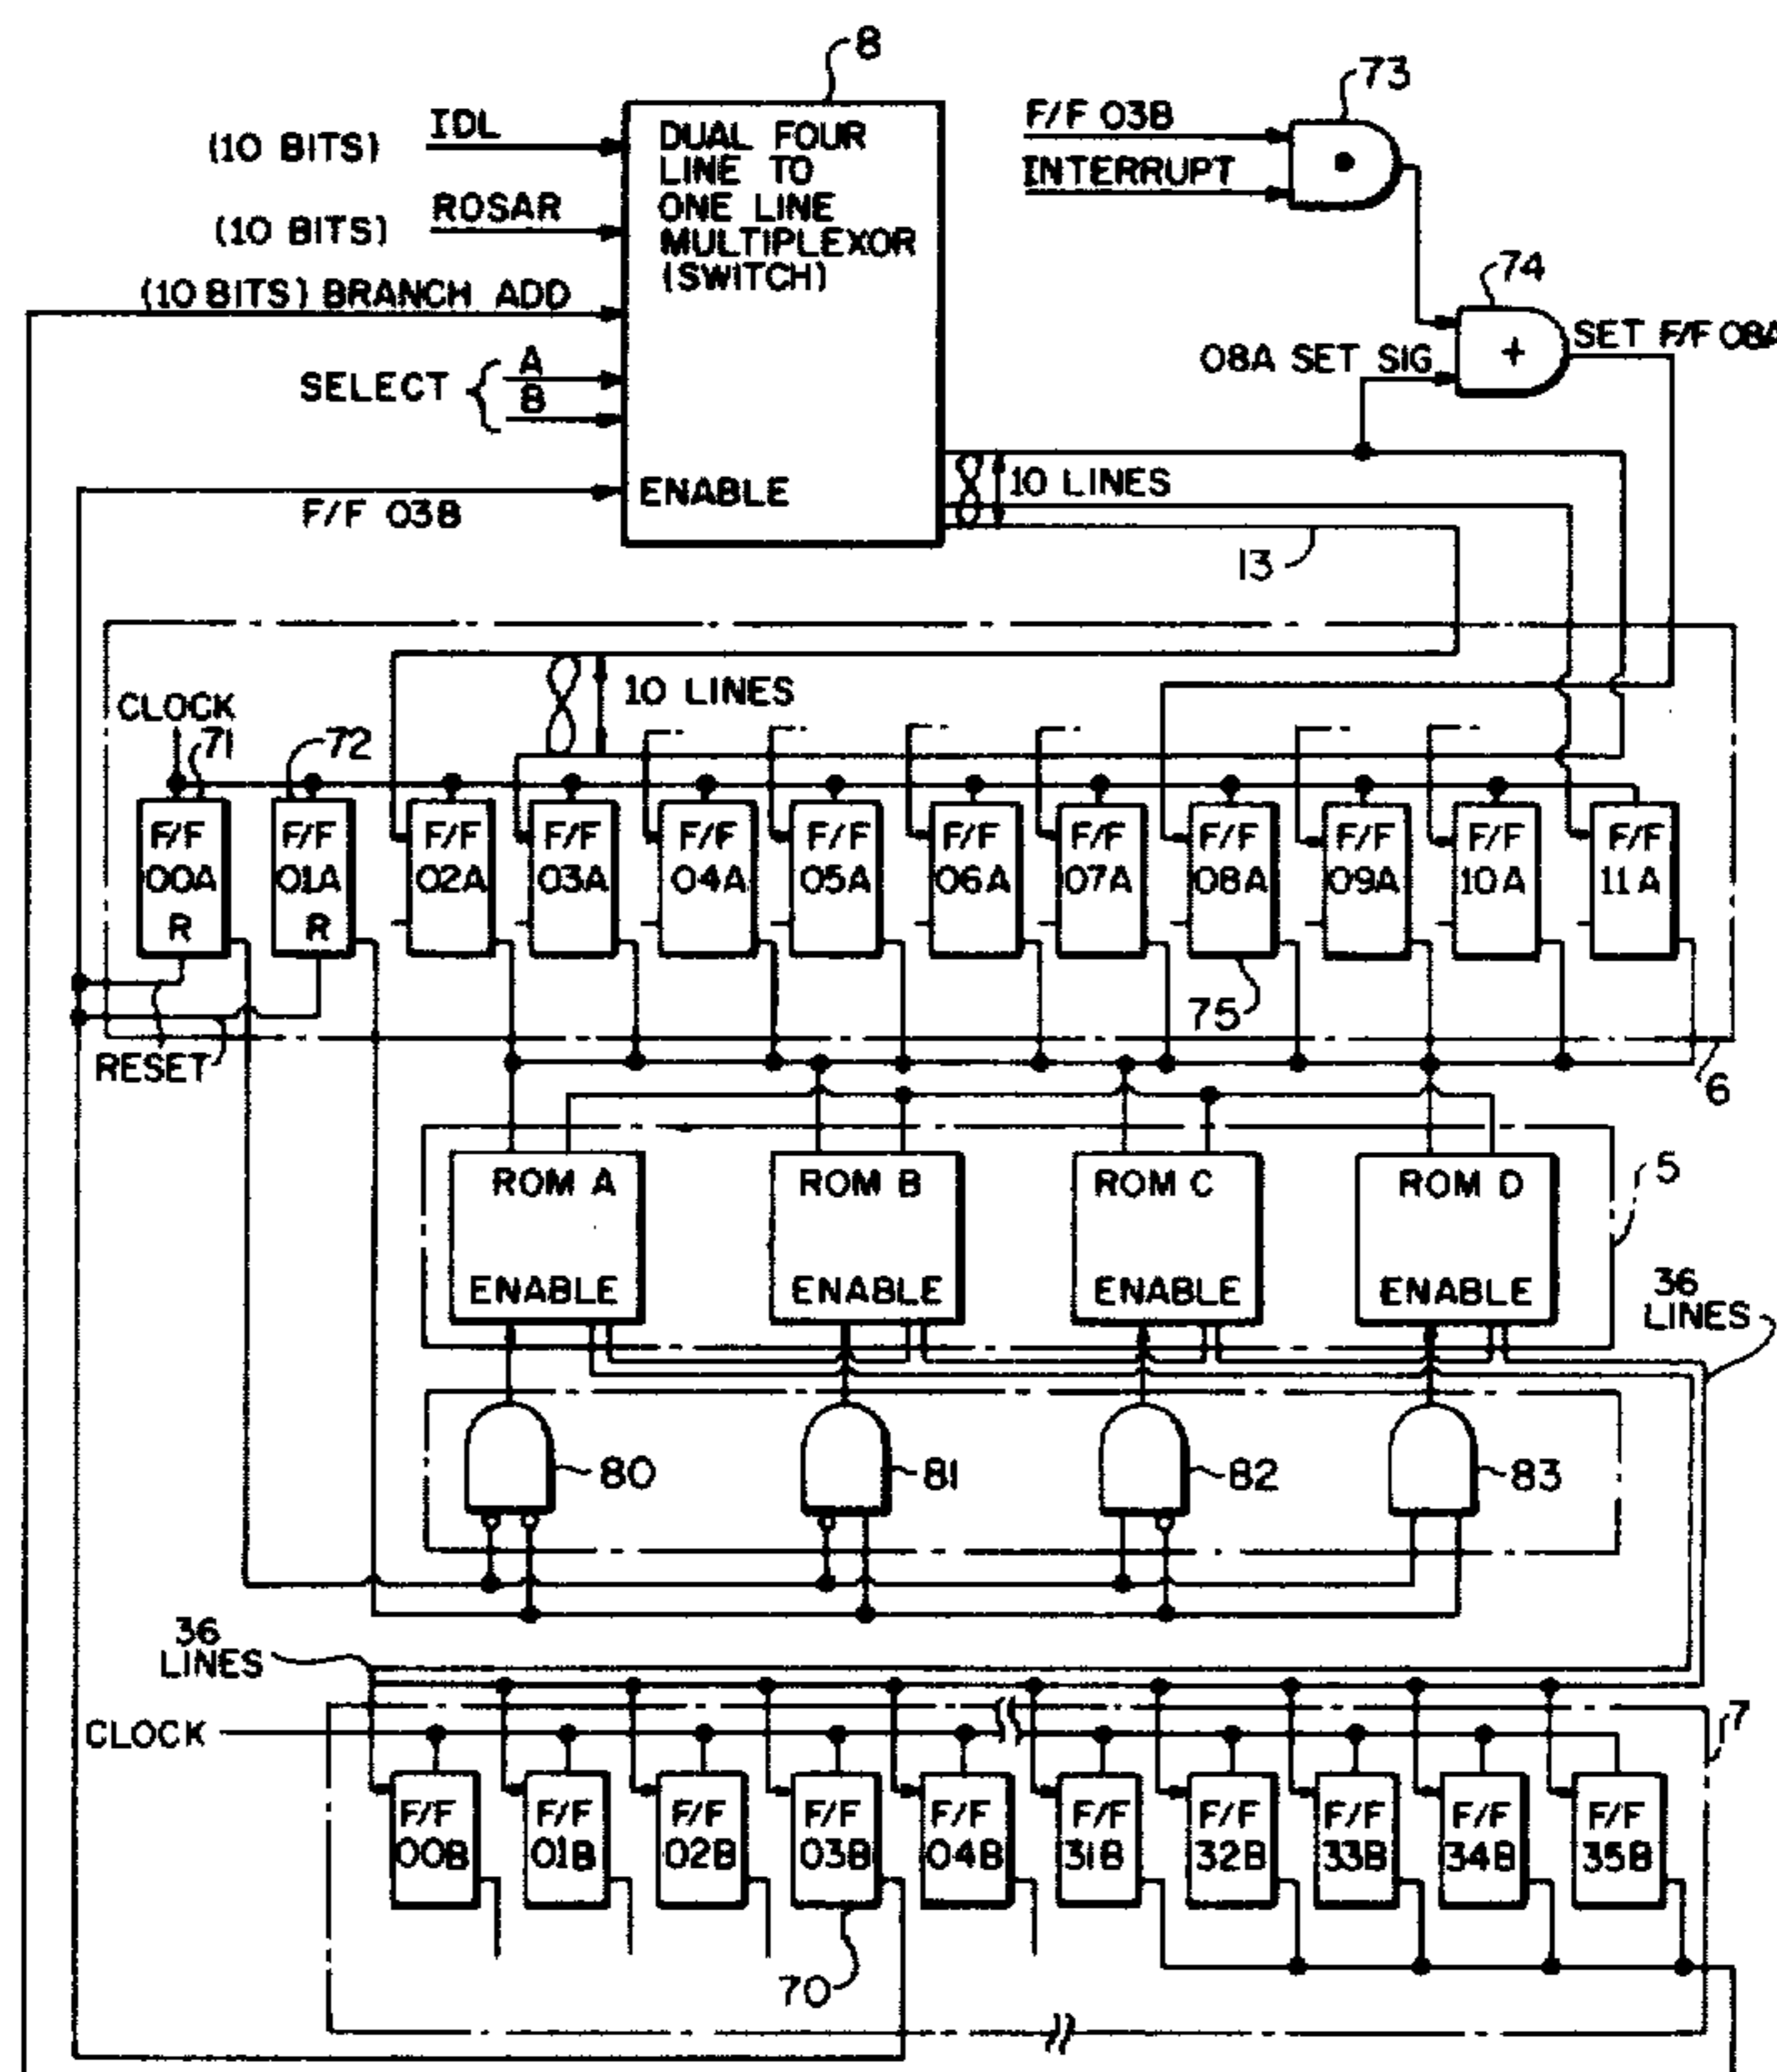 8
73
(10 BITS) IDL
DUAL FOUR
LINE TO
ONE LINE
MULTIPLEXOR
(SWITCH)
F/F 03B
INTERRUPT
(10 BITS) ROSAR
(10 BITS) BRANCH ADD
74
SET F/F 08A
08A SET SIG
SELECT { A
B
ENABLE
F/F 03B
10 LINES
13
10 LINES
CLOCK
71
72
F/F
00A
R
F/F
01A
R
F/F
02A
F/F
03A
F/F
04A
F/F
05A
F/F
06A
F/F
07A
F/F
08A
F/F
09A
F/F
10A
F/F
11A
75
RESET
6
ROM A
ENABLE
ROM B
ENABLE
ROM C
ENABLE
ROM D
ENABLE
5
36
LINES
80
81
82
83
36
LINES
CLOCK
7
F/F
00B
F/F
01B
F/F
02B
F/F
03B
F/F
04B
F/F
31B
F/F
32B
F/F
33B
F/F
34B
F/F
35B
70